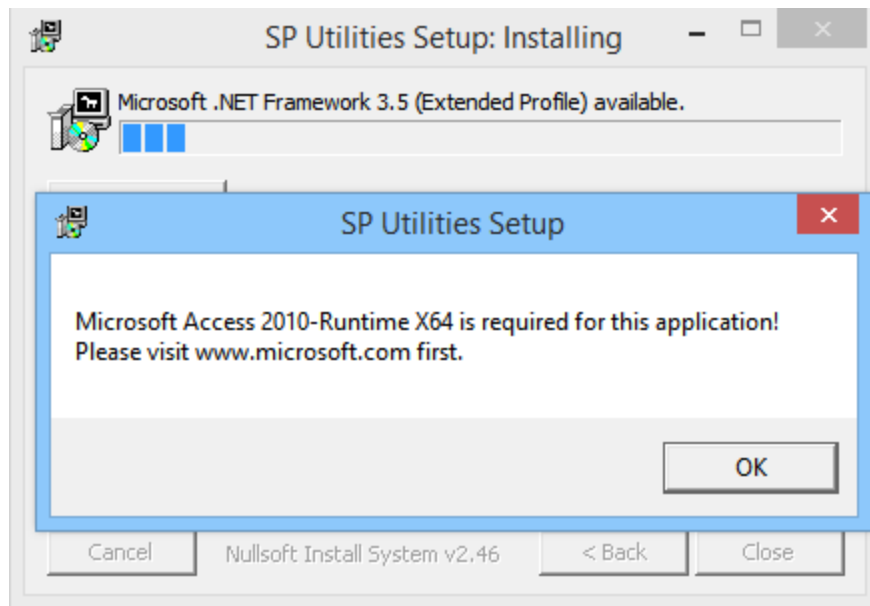 SP Utilities Setup: Installing
Microsoft .NET Framework 3.5 (Extended Profile) available.
SP Utilities Setup
Microsoft Access 2010-Runtime X64 is required for this application!
Please visit www.microsoft.com first.
OK
Cancel
Nullsoft Install System v2.46
< Back
Close